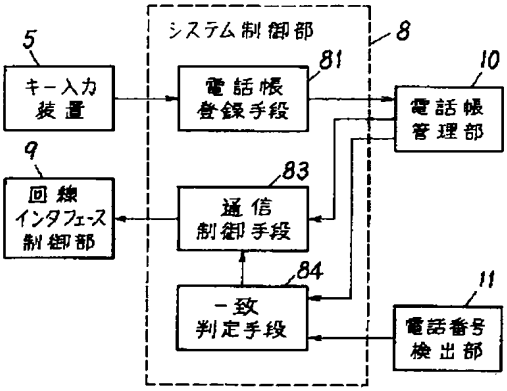 システム制御部
8
5
キー入力
装置
81
電話帳
登録手段
10
電話帳
管理部
9
回線
インタフェース
制御部
83
通信
制御手段
84
一致
判定手段
11
電話番号
検出部